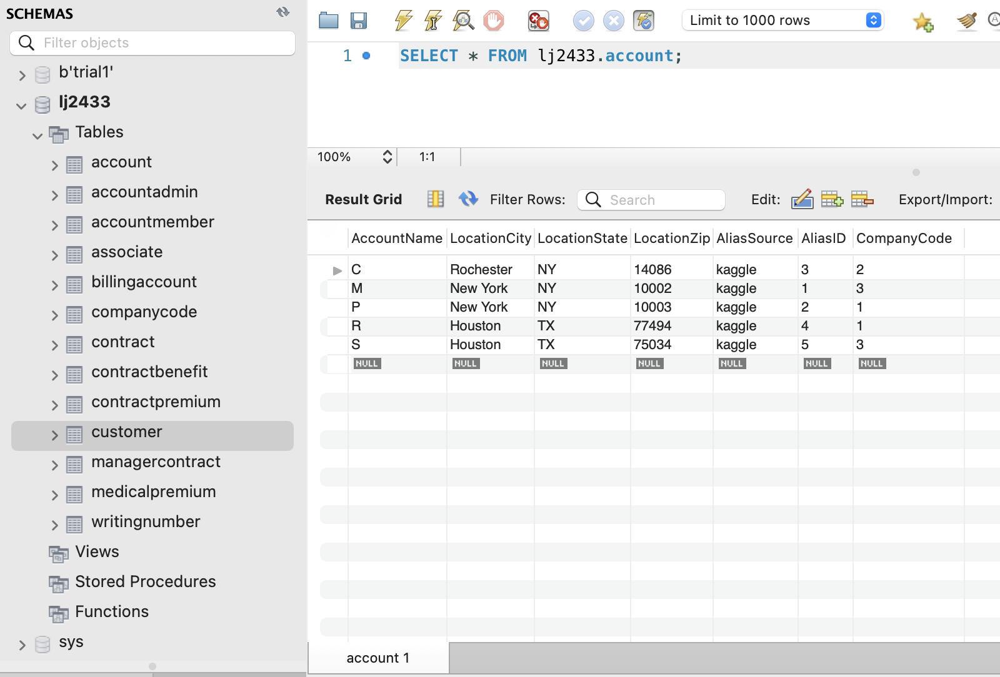 SCHEMAS
Filter objects
b'trial1'
lj2433
Tables
account
accountadmin
accountmember
associate
billingaccount
companycode
contract
contractbenefit
contractpremium
customer
managercontract
medicalpremium
writingnumber
Views
Stored Procedures
Functions
sys
Limit to 1000 rows
1 SELECT * FROM lj2433.account;
100% 1:1
Result Grid Filter Rows: Search Edit: Export/Import:
AccountName LocationCity LocationState LocationZip AliasSource AliasID CompanyCode
C Rochester NY 14086 kaggle 3 2
M New York NY 10002 kaggle 1 3
P New York NY 10003 kaggle 2 1
R Houston TX 77494 kaggle 4 1
S Houston TX 75034 kaggle 5 3
NULL NULL NULL NULL NULL NULL NULL
account 1